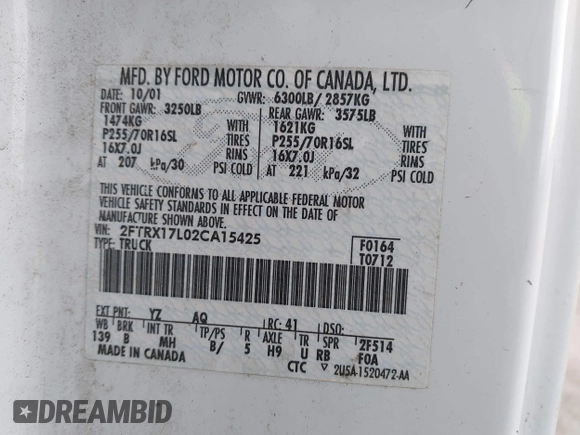 MFD. BY FORD MOTOR CO. OF CANADA, LTD.
DATE: 10/01 GVWR: 6300LB/ 2857KG
FRONT GAWR: 3250LB REAR GAWR: 3575LB
1474KG WITH 1621KG WITH
P255/70R16SL TIRES P255/70R16SL TIRES
16X7.0J RIMS 16X7.0J RIMS
AT 207 kPa/30 PSI COLD AT 221 kPa/32 PSI COLD
THIS VEHICLE CONFORMS TO ALL APPLICABLE FEDERAL MOTOR
VEHICLE SAFETY STANDARDS IN EFFECT ON THE DATE OF
MANUFACTURE SHOWN ABOVE.
VIN: 2FTRX17L02CA15425
TYPE: TRUCK
F0164
T0712
EXT PNT: YZ AQ RC: 41 DSO:
WB BRK INT TR TP/PS R AXLE TR SPR 2F514
139 B MH B/ 5 H9 U RB F0A
MADE IN CANADA CTC ▽ 2USA-1520472-AA
DREAMBID